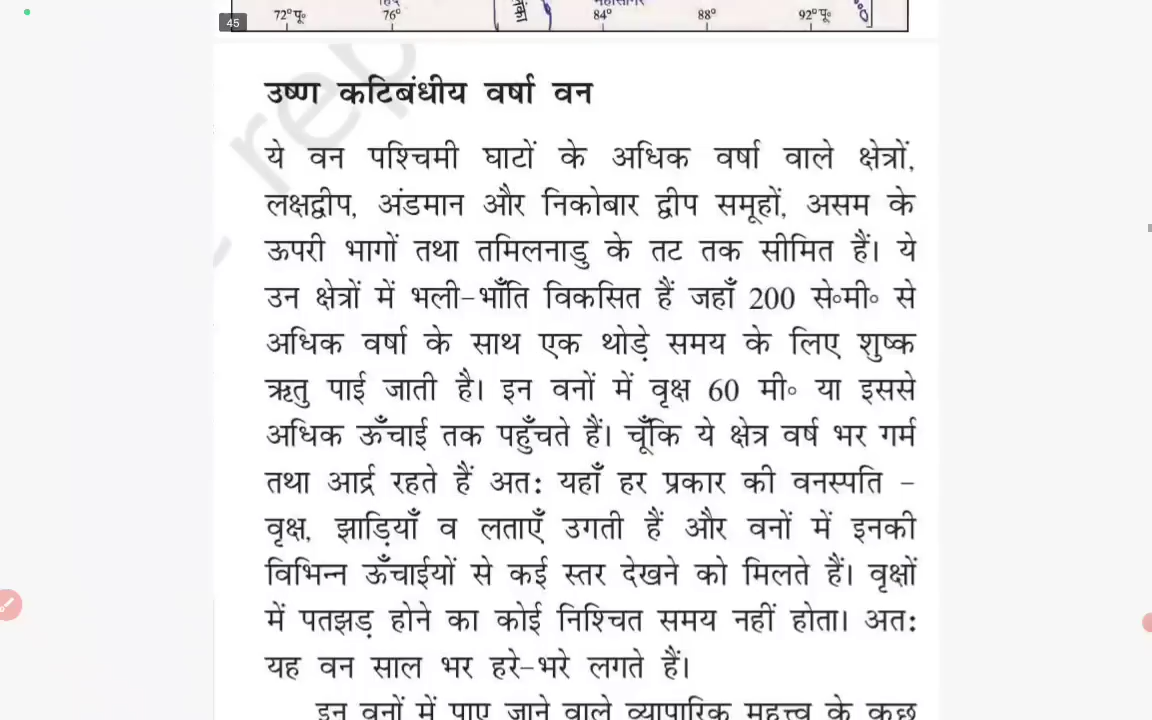 45
72°पू॰ 76° 84° 88° 92°पू॰
उष्ण कटिबंधीय वर्षा वन
ये वन पश्चिमी घाटों के अधिक वर्षा वाले क्षेत्रों,
लक्षद्वीप, अंडमान और निकोबार द्वीप समूहों, असम के
ऊपरी भागों तथा तमिलनाडु के तट तक सीमित हैं। ये
उन क्षेत्रों में भली-भाँति विकसित हैं जहाँ 200 से॰मी॰ से
अधिक वर्षा के साथ एक थोड़े समय के लिए शुष्क
ऋतु पाई जाती है। इन वनों में वृक्ष 60 मी॰ या इससे
अधिक ऊँचाई तक पहुँचते हैं। चूँकि ये क्षेत्र वर्ष भर गर्म
तथा आर्द्र रहते हैं अत: यहाँ हर प्रकार की वनस्पति -
वृक्ष, झाड़ियाँ व लताएँ उगती हैं और वनों में इनकी
विभिन्न ऊँचाईयों से कई स्तर देखने को मिलते हैं। वृक्षों
में पतझड़ होने का कोई निश्चित समय नहीं होता। अत:
यह वन साल भर हरे-भरे लगते हैं।
इन वनों में पाए जाने वाले व्यापारिक महत्त्व के कुछ